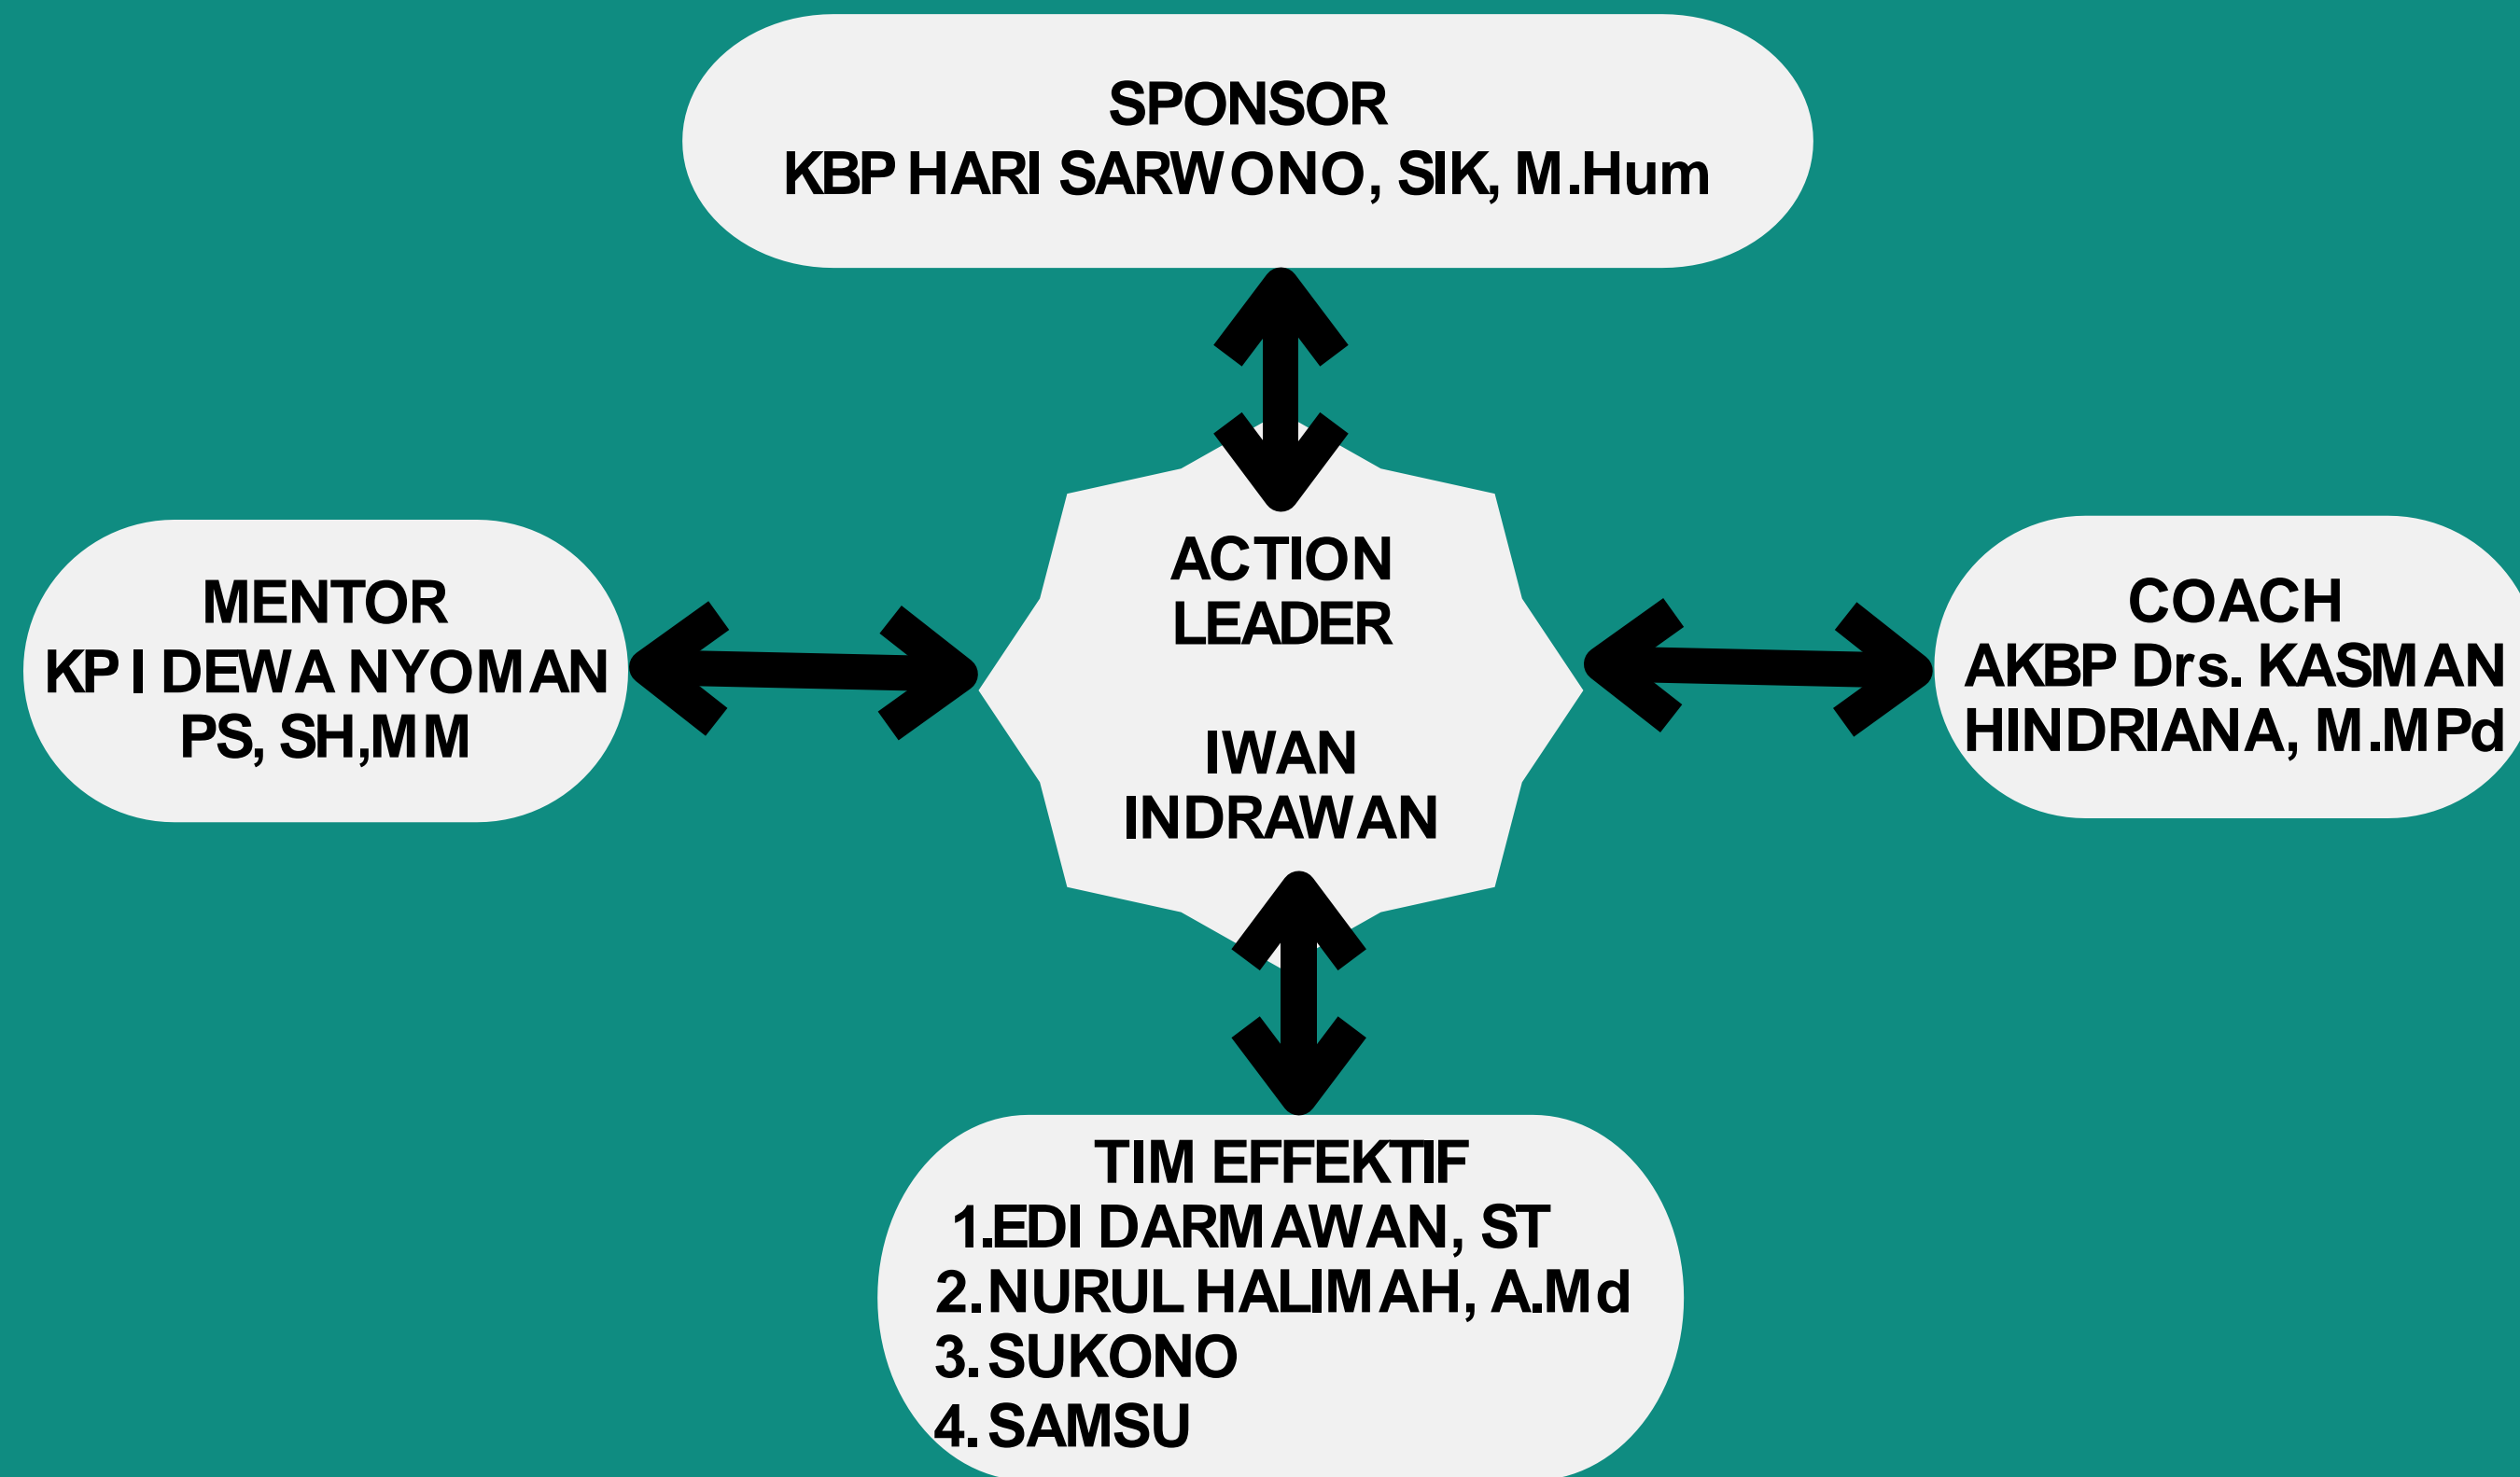 SPONSOR
KBP HARI SARWONO, SIK, M.Hum
ACTION
LEADER
IWAN
INDRAWAN
MENTOR
KP I DEWA NYOMAN
PS, SH,MM
COACH
AKBP Drs. KASMAN
HINDRIANA, M.MPd
TIM EFFEKTIF
1.EDI DARMAWAN, ST
2. NURUL HALIMAH, A.Md
3. SUKONO
4. SAMSU